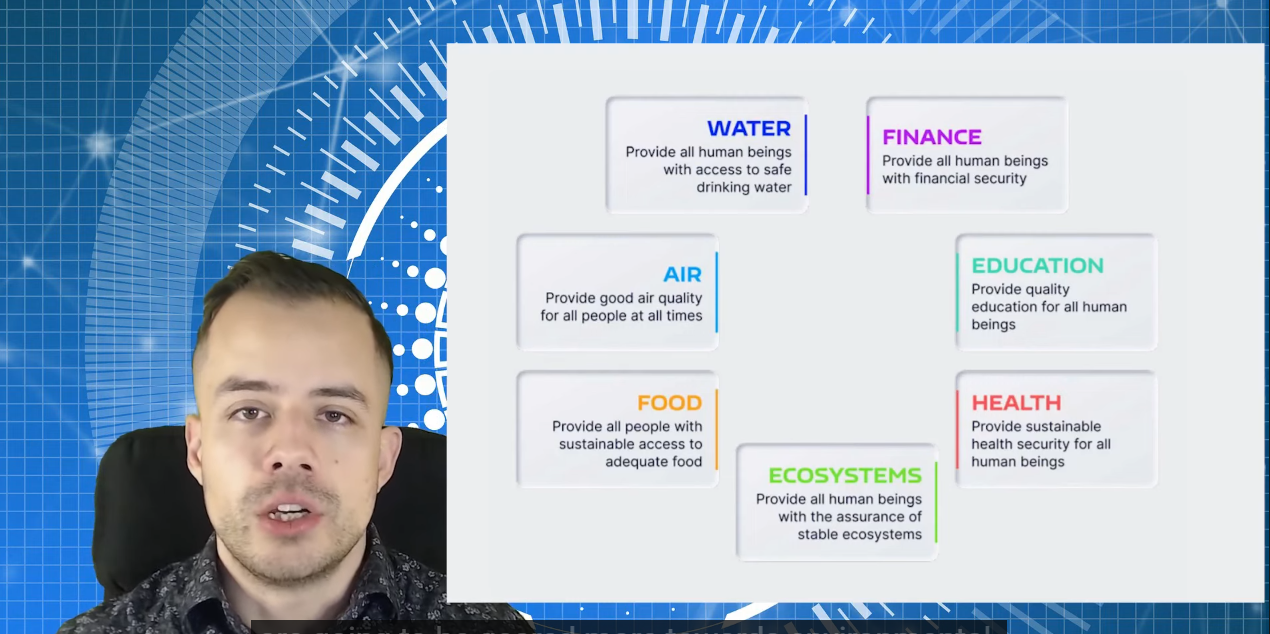 WATER
Provide all human beings
with access to safe
drinking water
FINANCE
Provide all human beings
with financial security
AIR
Provide good air quality
for all people at all times
EDUCATION
Provide quality
education for all human
beings
FOOD
Provide all people with
sustainable access to
adequate food
HEALTH
Provide sustainable
health security for all
human beings
ECOSYSTEMS
Provide all human beings
with the assurance of
stable ecosystems